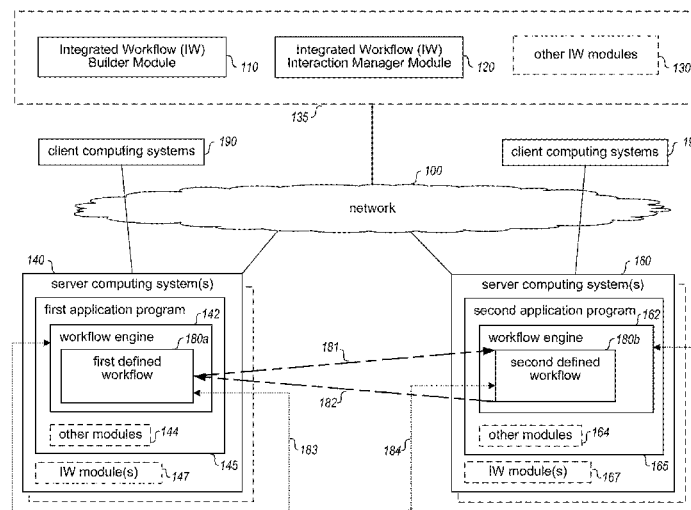 Integrated Workflow (IW)
Builder Module
110
Integrated Workflow (IW)
Interaction Manager Module
120
other IW modules
130
135
190
client computing systems
client computing systems
100
network
140
server computing system(s)
first application program
142
workflow engine
180a
first defined
workflow
other modules
144
145
IW module(s)
147
181
182
183
184
160
server computing system(s)
second application program
162
workflow engine
180b
second defined
workflow
other modules
164
165
IW module(s)
167